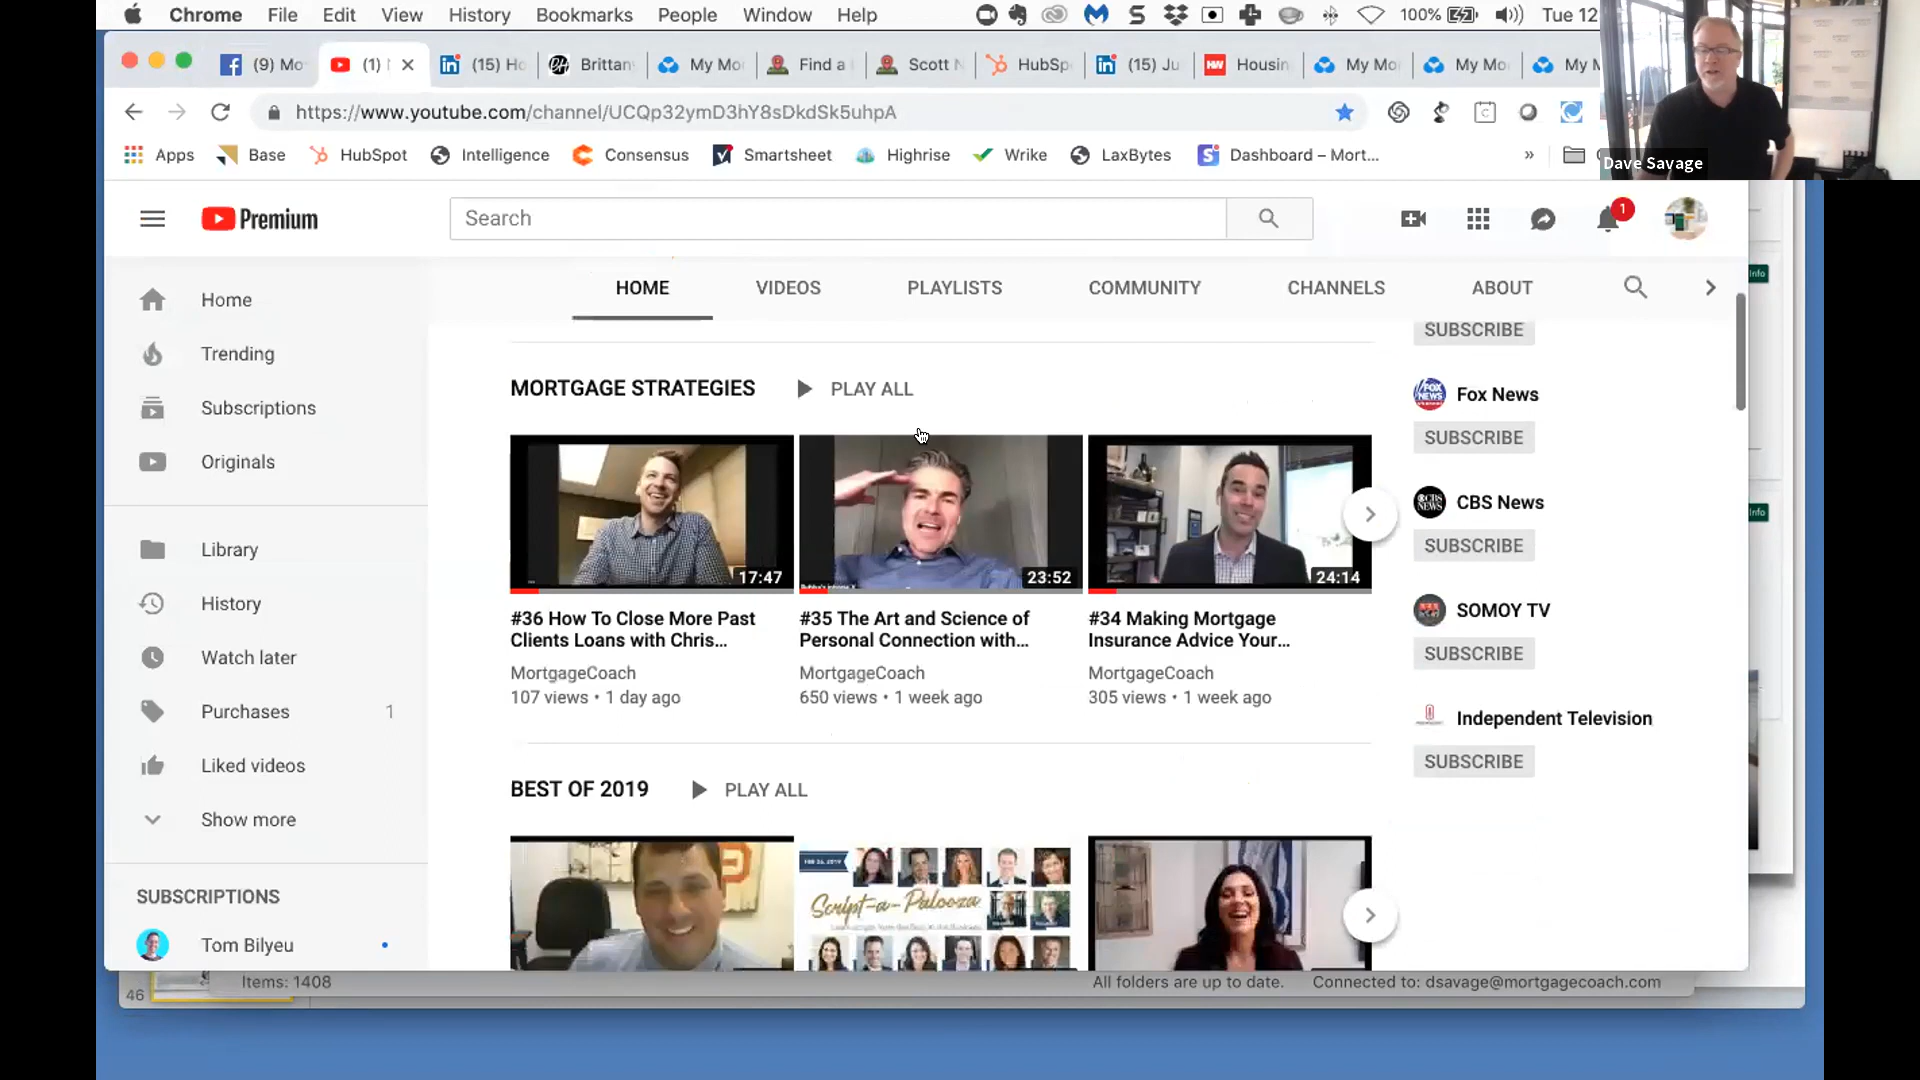 Chrome File Edit View History Bookmarks People Window Help 100% Tue 12
(9) Mo (1) (15) Ho Brittan My Mo Find a Scott N HubSp (15) Ju Housin My Mo My Mo My M
https://www.youtube.com/channel/UCQp32ymD3hY8sDkdSk5uhpA
Apps Base HubSpot Intelligence Consensus Smartsheet Highrise Wrike LaxBytes Dashboard – Mort... »
Dave Savage
Premium
Search
1
HOME VIDEOS PLAYLISTS COMMUNITY CHANNELS ABOUT
Home
Trending
Subscriptions
Originals
Library
History
Watch later
Purchases 1
Liked videos
Show more
SUBSCRIPTIONS
Tom Bilyeu
MORTGAGE STRATEGIES PLAY ALL
17:47
23:52
24:14
#36 How To Close More Past
Clients Loans with Chris...
MortgageCoach
107 views • 1 day ago
#35 The Art and Science of
Personal Connection with...
MortgageCoach
650 views • 1 week ago
#34 Making Mortgage
Insurance Advice Your...
MortgageCoach
305 views • 1 week ago
BEST OF 2019 PLAY ALL
FEB 26, 2019
Script-a-Palooza
SUBSCRIBE
Fox News
SUBSCRIBE
CBS News
SUBSCRIBE
SOMOY TV
SUBSCRIBE
Independent Television
SUBSCRIBE
Info
Info
46
Items: 1408
All folders are up to date. Connected to: dsavage@mortgagecoach.com